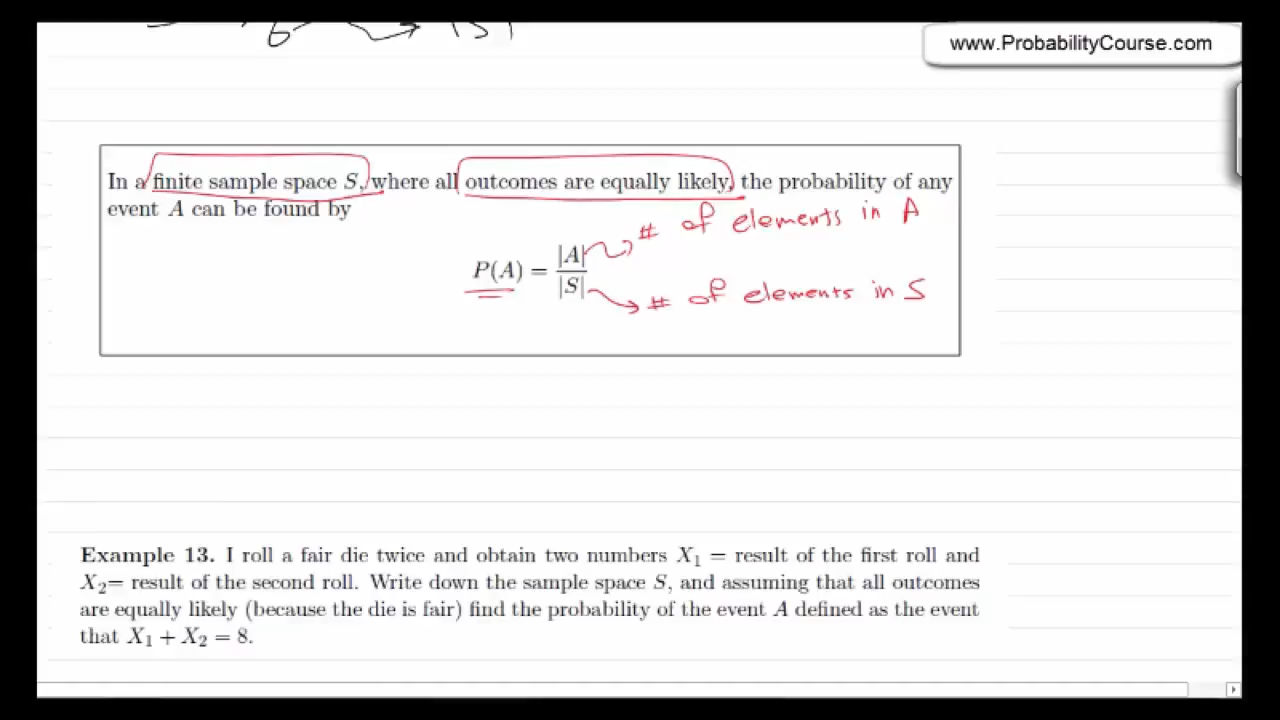 6 |S|
www.ProbabilityCourse.com
In a finite sample space S, where all outcomes are equally likely, the probability of any
event A can be found by
# of elements in A
P(A) = |A| / |S|
# of elements in S
Example 13. I roll a fair die twice and obtain two numbers X₁ = result of the first roll and
X₂= result of the second roll. Write down the sample space S, and assuming that all outcomes
are equally likely (because the die is fair) find the probability of the event A defined as the event
that X₁ + X₂ = 8.